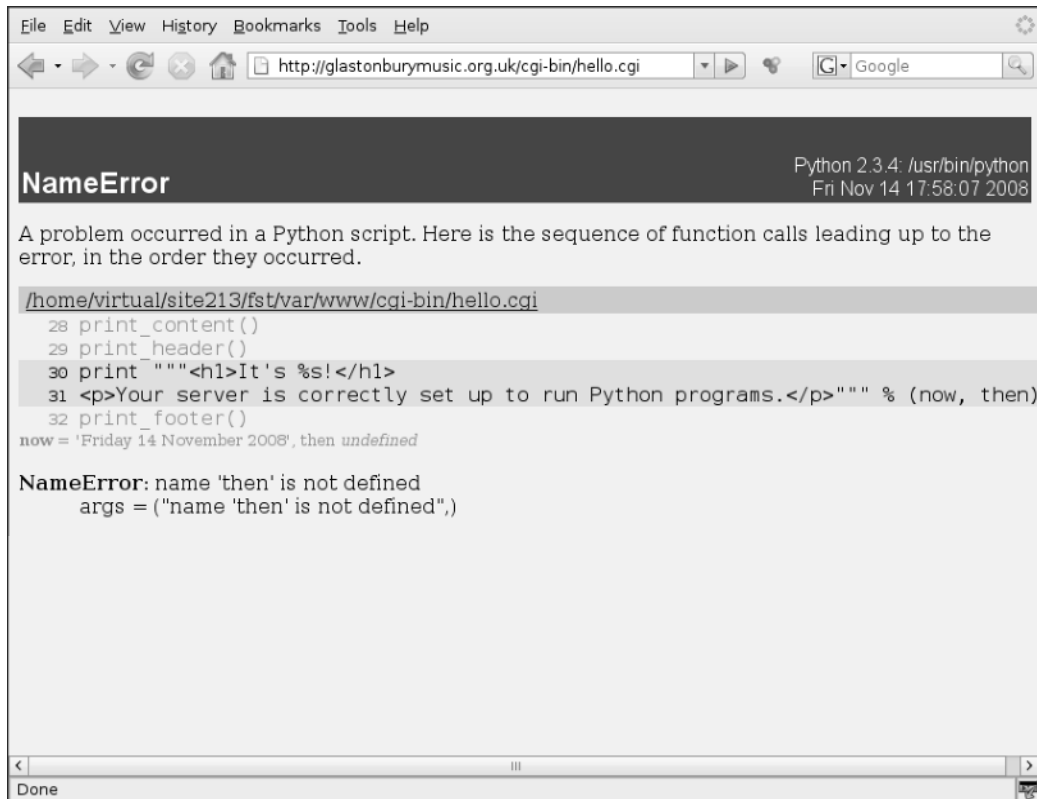 File Edit View History Bookmarks Tools Help
http://glastonburymusic.org.uk/cgi-bin/hello.cgi G Google
NameError
Python 2.3.4: /usr/bin/python
Fri Nov 14 17:58:07 2008
A problem occurred in a Python script. Here is the sequence of function calls leading up to the
error, in the order they occurred.
/home/virtual/site213/fst/var/www/cgi-bin/hello.cgi
28 print_content()
29 print_header()
30 print """<h1>It's %s!</h1>
31 <p>Your server is correctly set up to run Python programs.</p>""" % (now, then)
32 print_footer()
now = 'Friday 14 November 2008', then undefined
NameError: name 'then' is not defined
args = ("name 'then' is not defined",)
Done